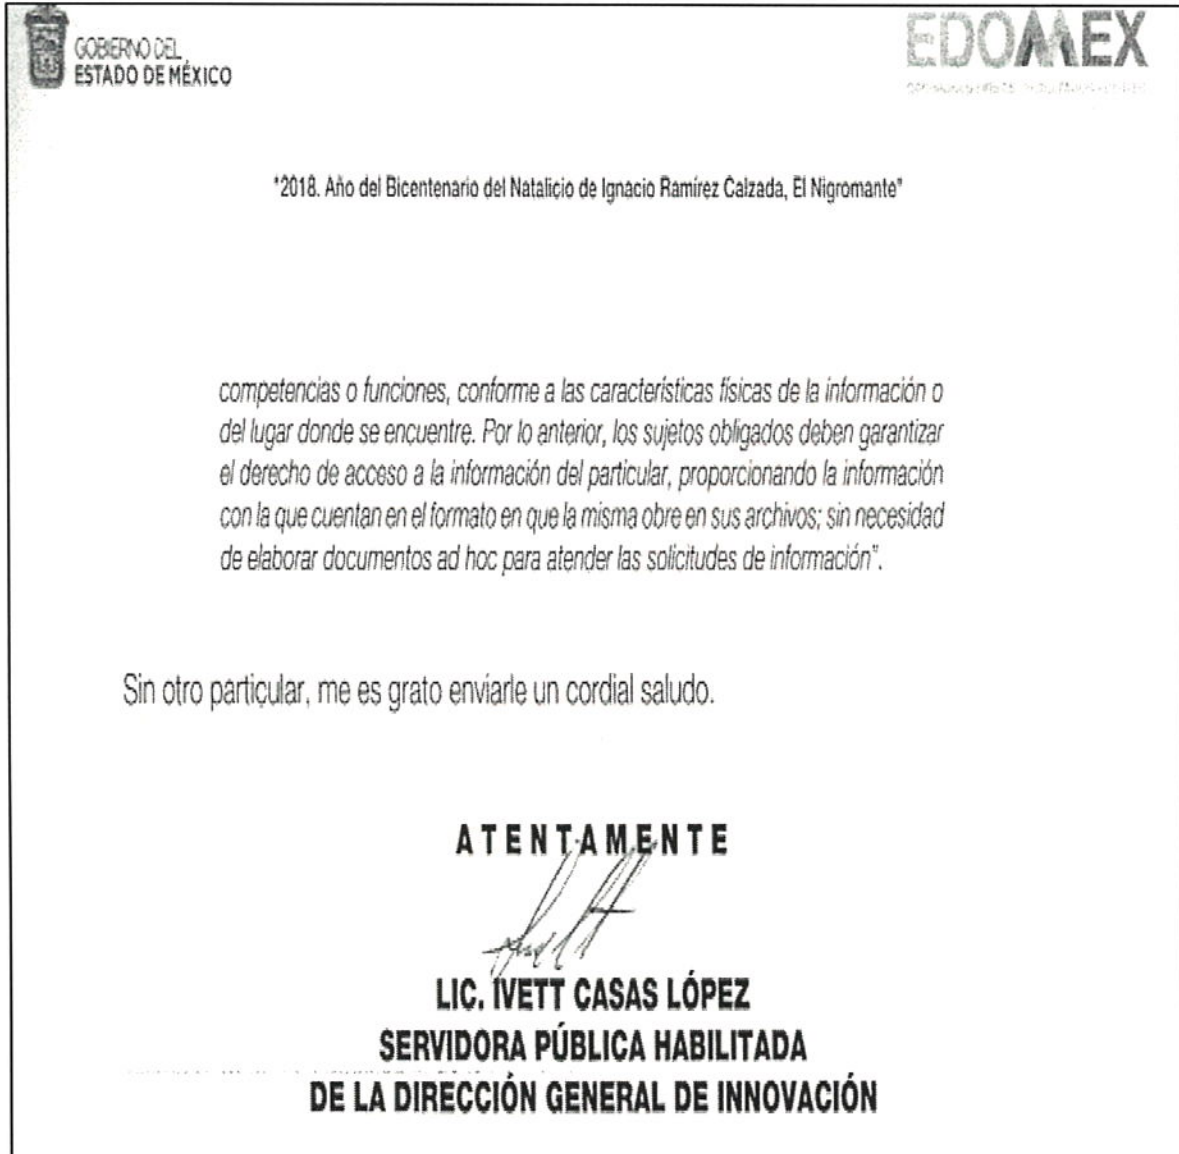 GOBIERNO DEL
ESTADO DE MÉXICO
EDOMEX
"2018. Año del Bicentenario del Natalicio de Ignacio Ramírez Calzada, El Nigromante"
competencias o funciones, conforme a las características físicas de la información o
del lugar donde se encuentre. Por lo anterior, los sujetos obligados deben garantizar
el derecho de acceso a la información del particular, proporcionando la información
con la que cuentan en el formato en que la misma obre en sus archivos; sin necesidad
de elaborar documentos ad hoc para atender las solicitudes de información".
Sin otro particular, me es grato enviarle un cordial saludo.
ATENTAMENTE
LIC. IVETT CASAS LÓPEZ
SERVIDORA PÚBLICA HABILITADA
DE LA DIRECCIÓN GENERAL DE INNOVACIÓN